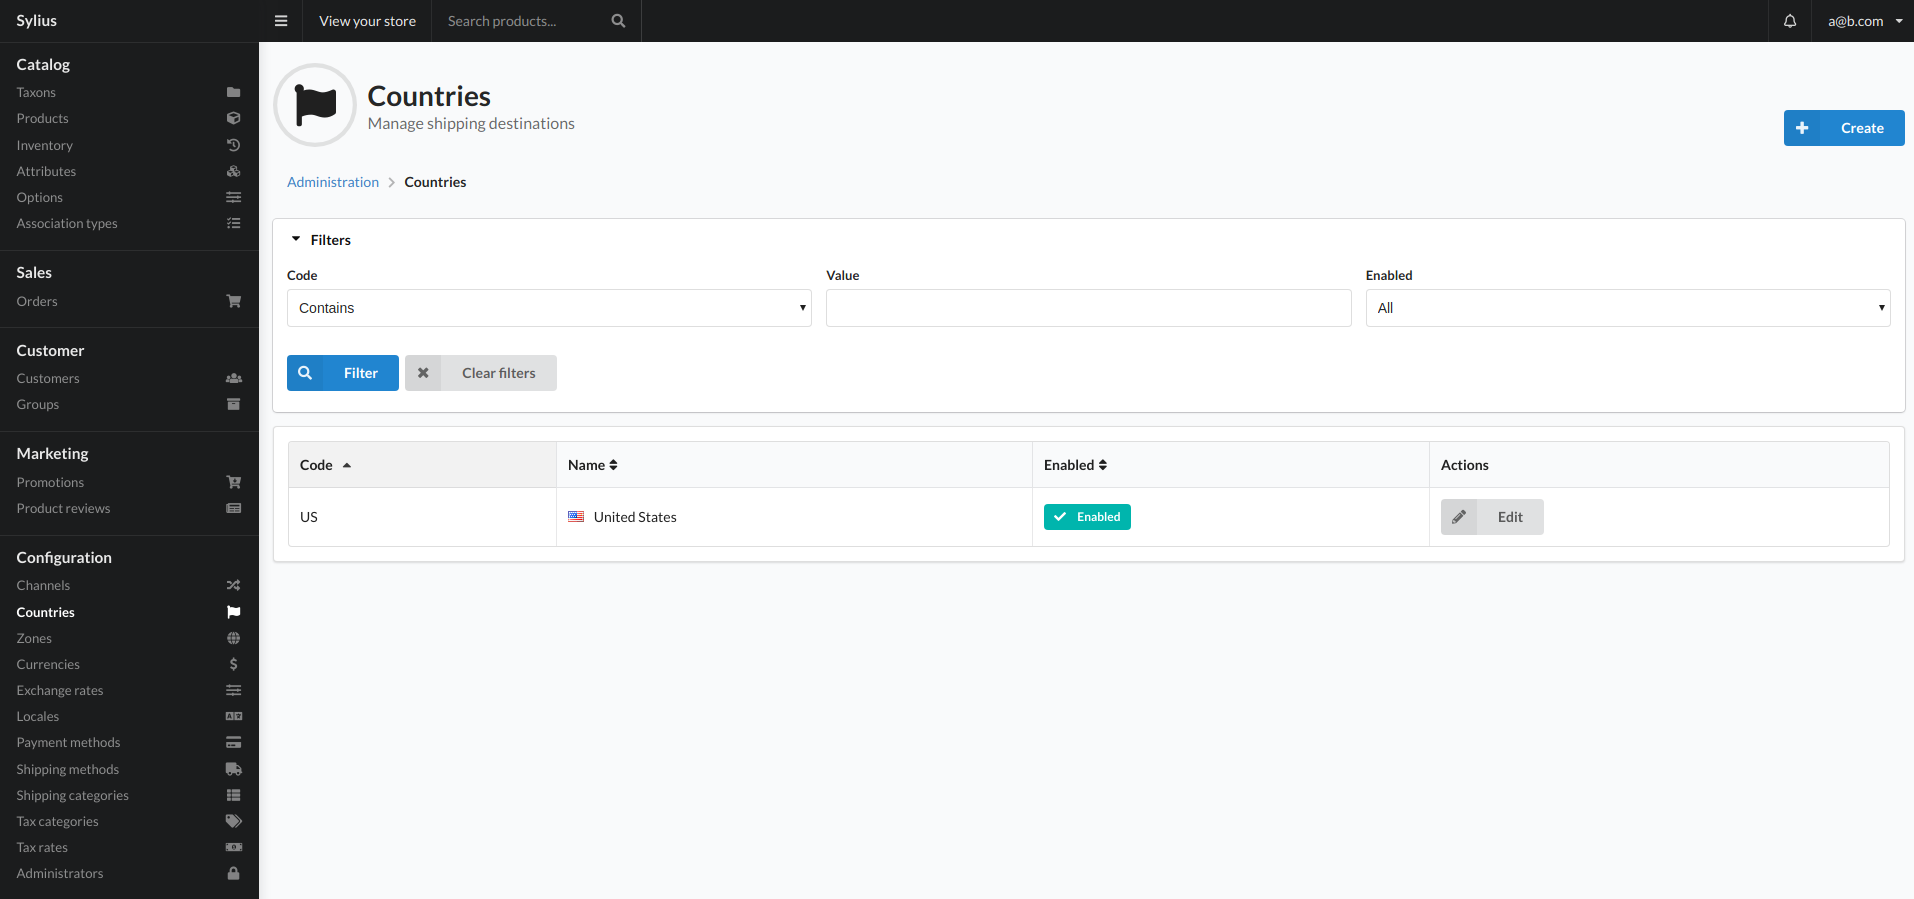 Sylius
View your store
Search products...
a@b.com
Catalog
Taxons
Products
Inventory
Attributes
Options
Association types
Sales
Orders
Customer
Customers
Groups
Marketing
Promotions
Product reviews
Configuration
Channels
Countries
Zones
Currencies
Exchange rates
Locales
Payment methods
Shipping methods
Shipping categories
Tax categories
Tax rates
Administrators
Countries
Manage shipping destinations
Create
Administration Countries
Filters
Code Value Enabled
Contains All
Filter Clear filters
Code Name Enabled Actions
US United States Enabled Edit